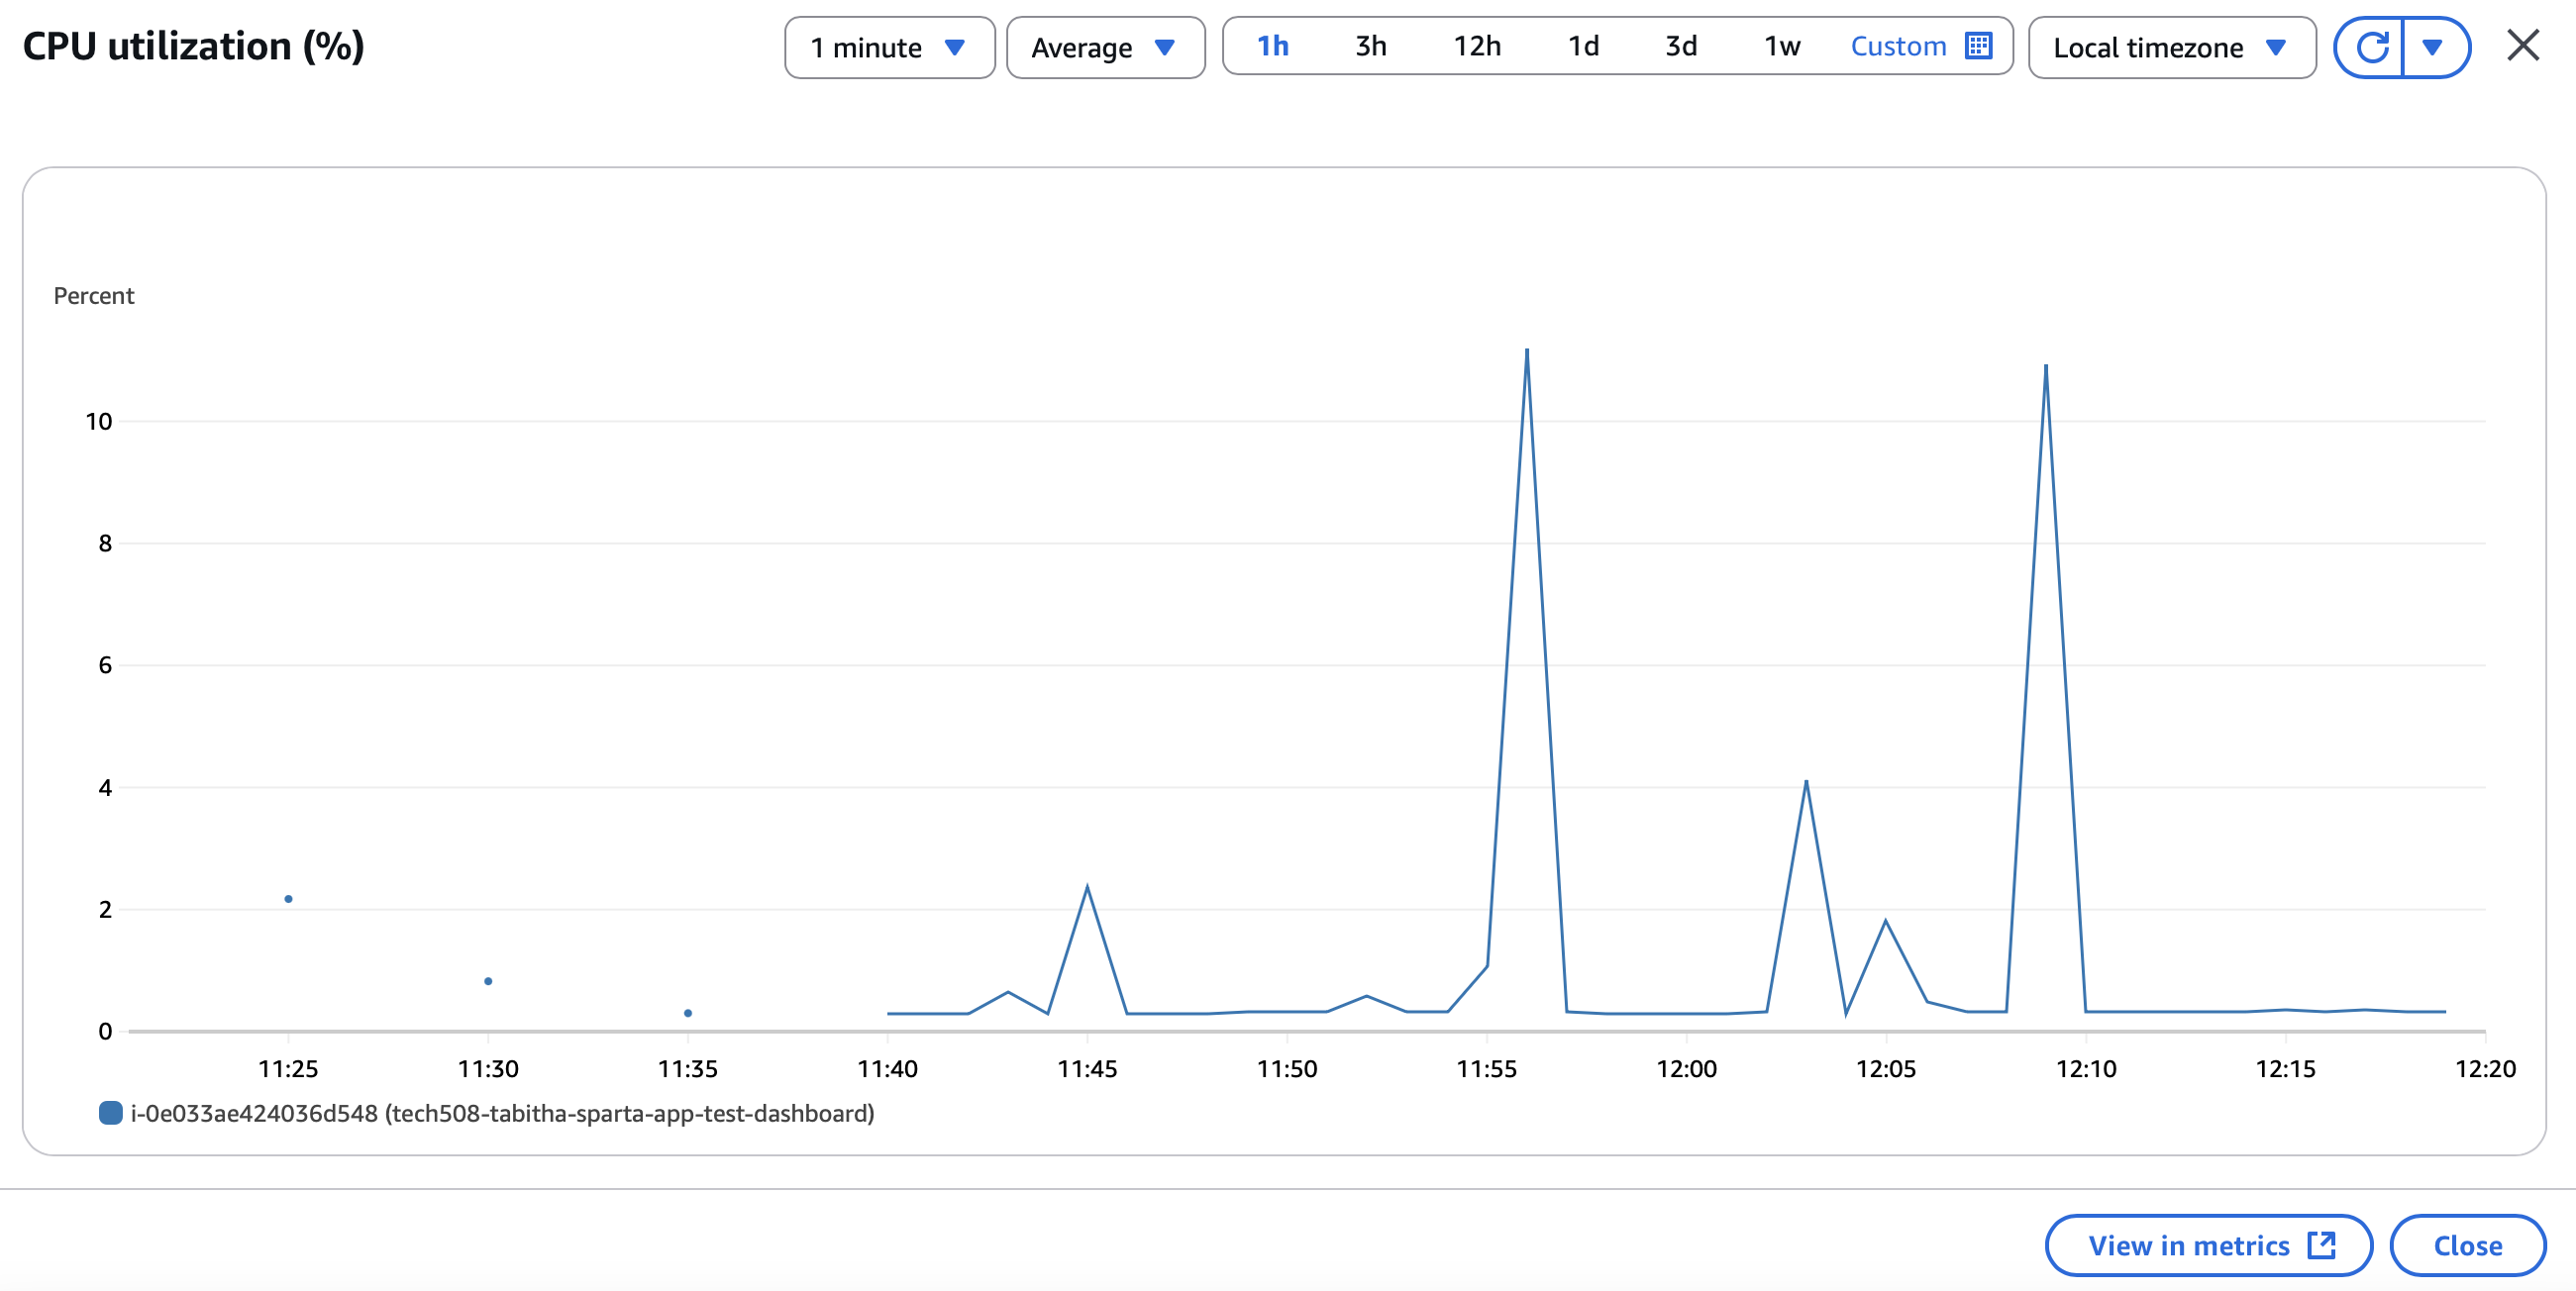 CPU utilization (%)
1 minute
Average
1h 3h 12h 1d 3d 1w Custom
Local timezone
Percent
10
8
6
4
2
0
11:25 11:30 11:35 11:40 11:45 11:50 11:55 12:00 12:05 12:10 12:15 12:20
i-0e033ae424036d548 (tech508-tabitha-sparta-app-test-dashboard)
View in metrics
Close